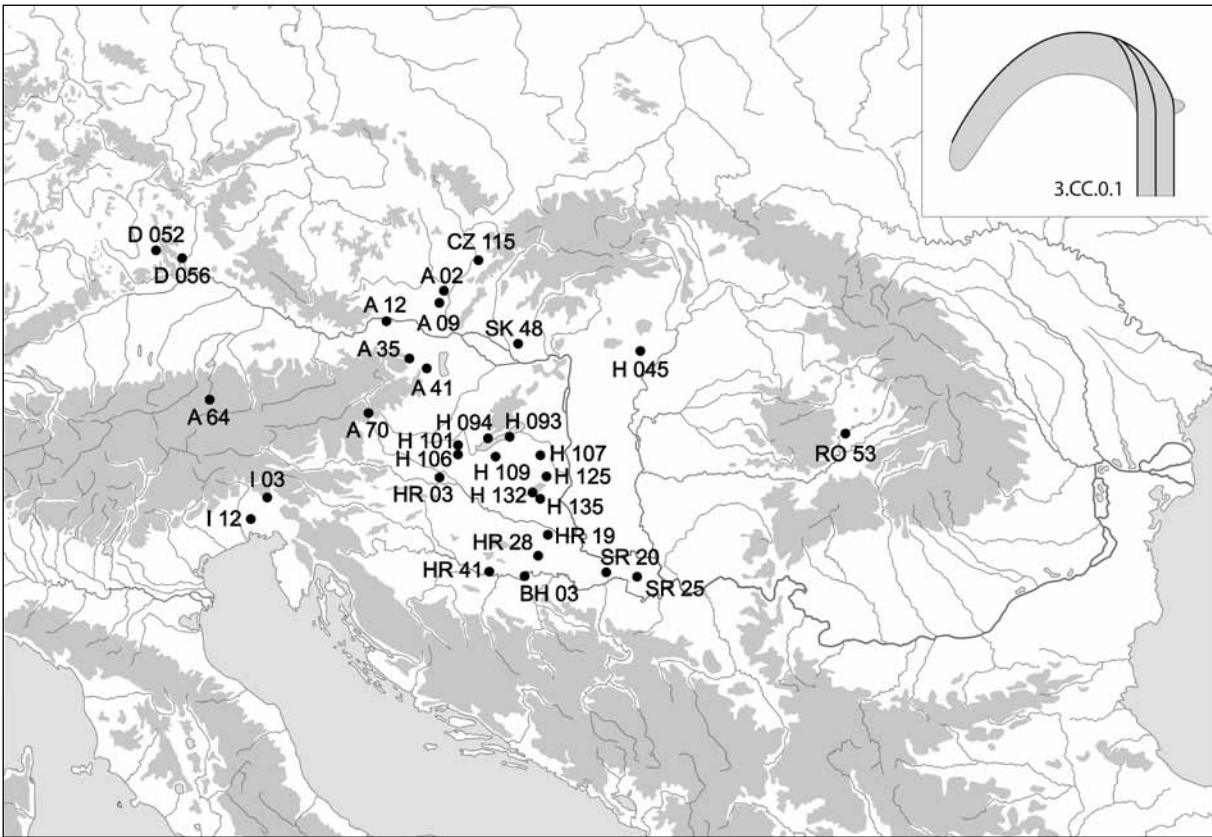 3.CC.0.1
D 052
D 056
CZ 115
A 02
A 09
A 12
SK 48
A 35
A 41
H 045
A 64
A 70
H 094
H 093
H 101
H 106
H 107
H 109
H 125
RO 53
I 03
HR 03
H 132
H 135
I 12
HR 19
HR 28
SR 20
HR 41
BH 03
SR 25